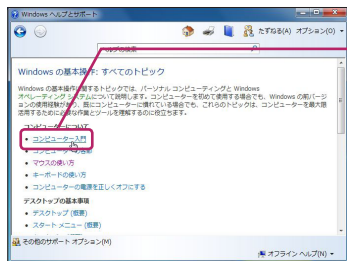 Windows ヘルプとサポート
たずねる(A) オプション(O)
ヘルプの検索
Windows の基本操作: すべてのトピック
Windows の基本操作に関するトピックでは、パーソナル コンピューティングと Windows
オペレーティング システムについて説明します。コンピューターを初めて使用する場合でも、Windows の前バージ
ョンの使用経験があり、既にコンピューターに慣れている場合でも、これらのトピックは、コンピューターを最大限
活用するために必要な作業とツールを理解するのに役立ちます。
コンピューターについて
• コンピューター入門
• コンピューターの各部
• マウスの使い方
• キーボードの使い方
• コンピューターの電源を正しくオフにする
デスクトップの基本事項
• デスクトップ (概要)
• スタート メニュー (概要)
その他のサポート オプション(M)
オフライン ヘルプ(N)